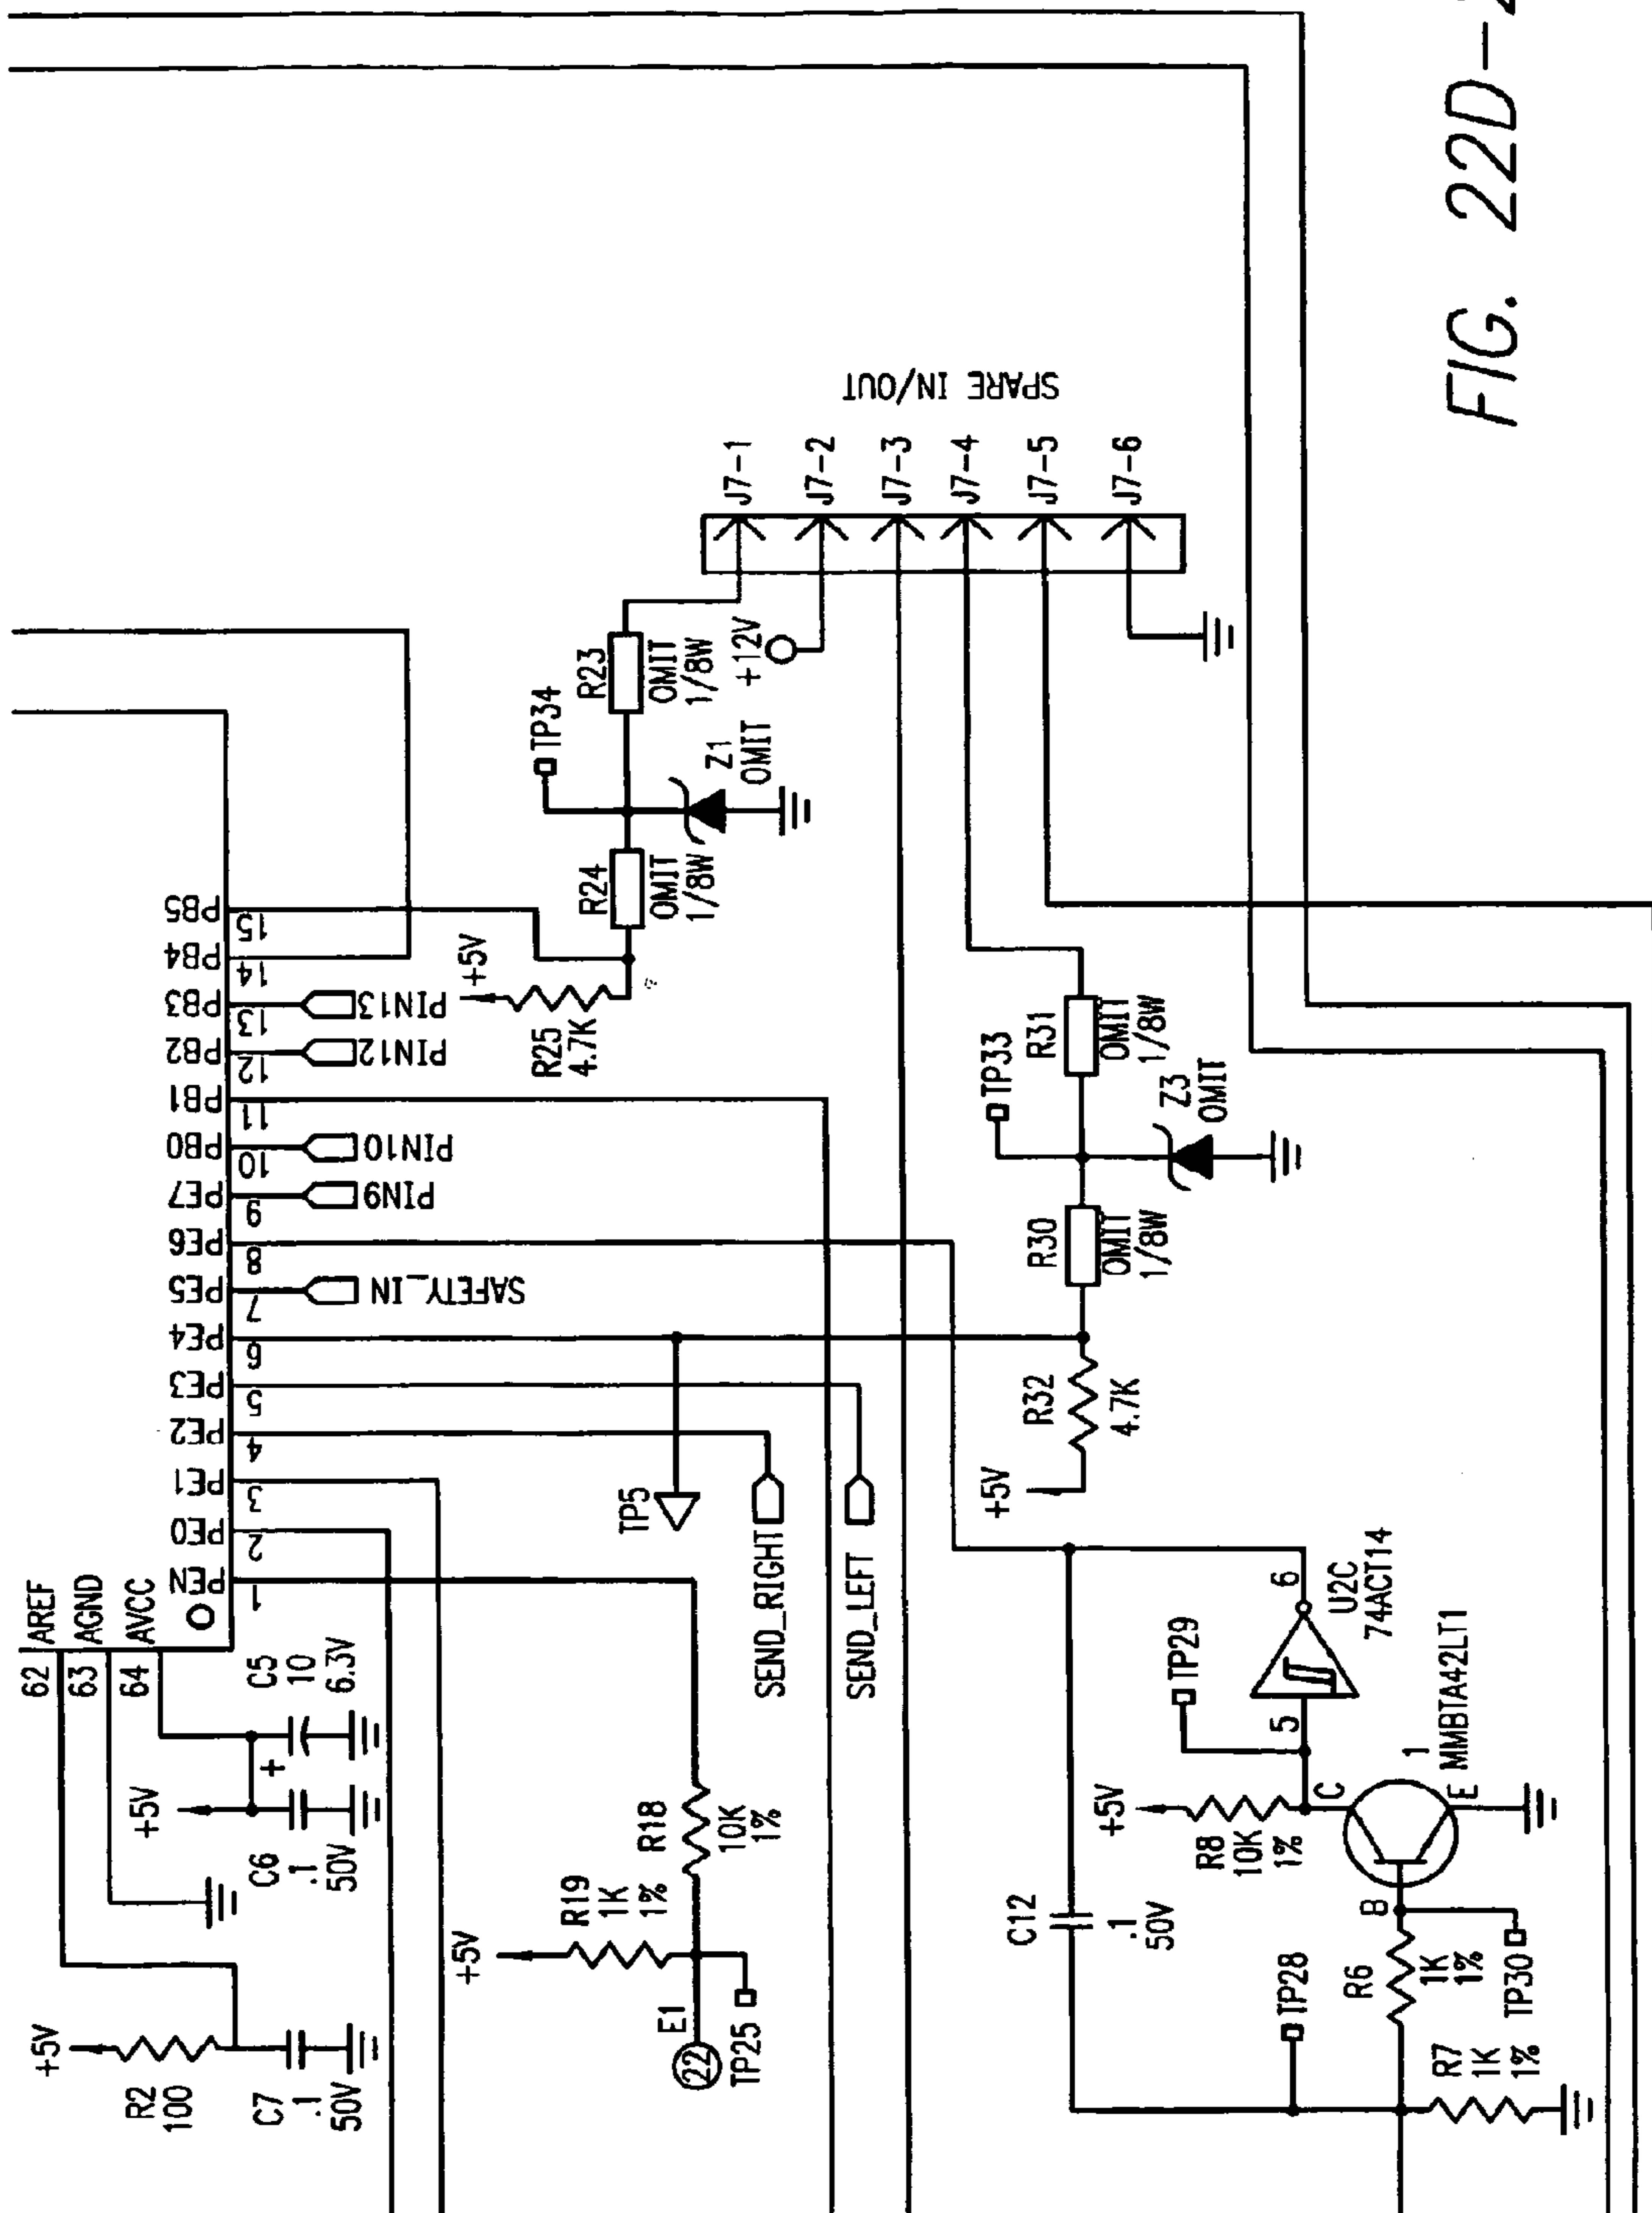 62 AREF
63 AGND
64 AVCC
PEN
1
PE0
2
PE1
3
PE2
4
PE3
5
PE4
6
PE5
7
PE6
8
PE7
9
PB0
10
PB1
11
PB2
12
PB3
13
PB4
14
PB5
15
SAFETY_IN
PIN9
PIN10
PIN12
PIN13
+5V
R2
100
C7
.1
50V
+5V
C6
.1
50V
+
C5
10
6.3V
+5V
R19
1K
1%
R18
10K
1%
E1
22
TP25
TP5
SEND_RIGHT
SEND_LEFT
+5V
R25
4.7K
R24
OMIT
1/8W
TP34
Z1
OMIT
R23
OMIT
1/8W
+12V
J7-1
J7-2
J7-3
J7-4
J7-5
J7-6
SPARE IN/OUT
+5V
R32
4.7K
R30
OMIT
1/8W
TP33
Z3
OMIT
R31
OMIT
1/8W
C12
.1
50V
TP28
R6
1K
1%
R7
1K
1%
TP30
+5V
R8
10K
1%
B
C
E
1
MMBTA42LT1
TP29
5
6
U2C
74ACT14
FIG. 22D-